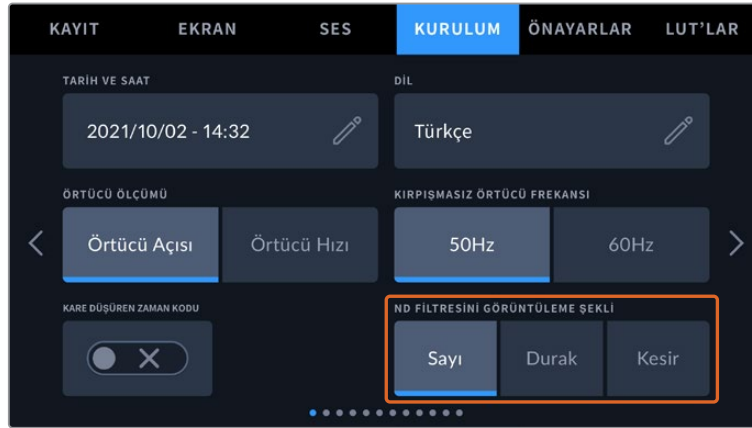 KAYIT EKRAN SES KURULUM ÖNAYARLAR LUT'LAR
TARİH VE SAAT DİL
2021/10/02 - 14:32 Türkçe
ÖRTÜCÜ ÖLÇÜMÜ KIRPIŞMASIZ ÖRTÜCÜ FREKANSI
Örtücü Açısı Örtücü Hızı 50Hz 60Hz
KARE DÜŞÜREN ZAMAN KODU ND FİLTRESİNİ GÖRÜNTÜLEME ŞEKLİ
Sayı Durak Kesir